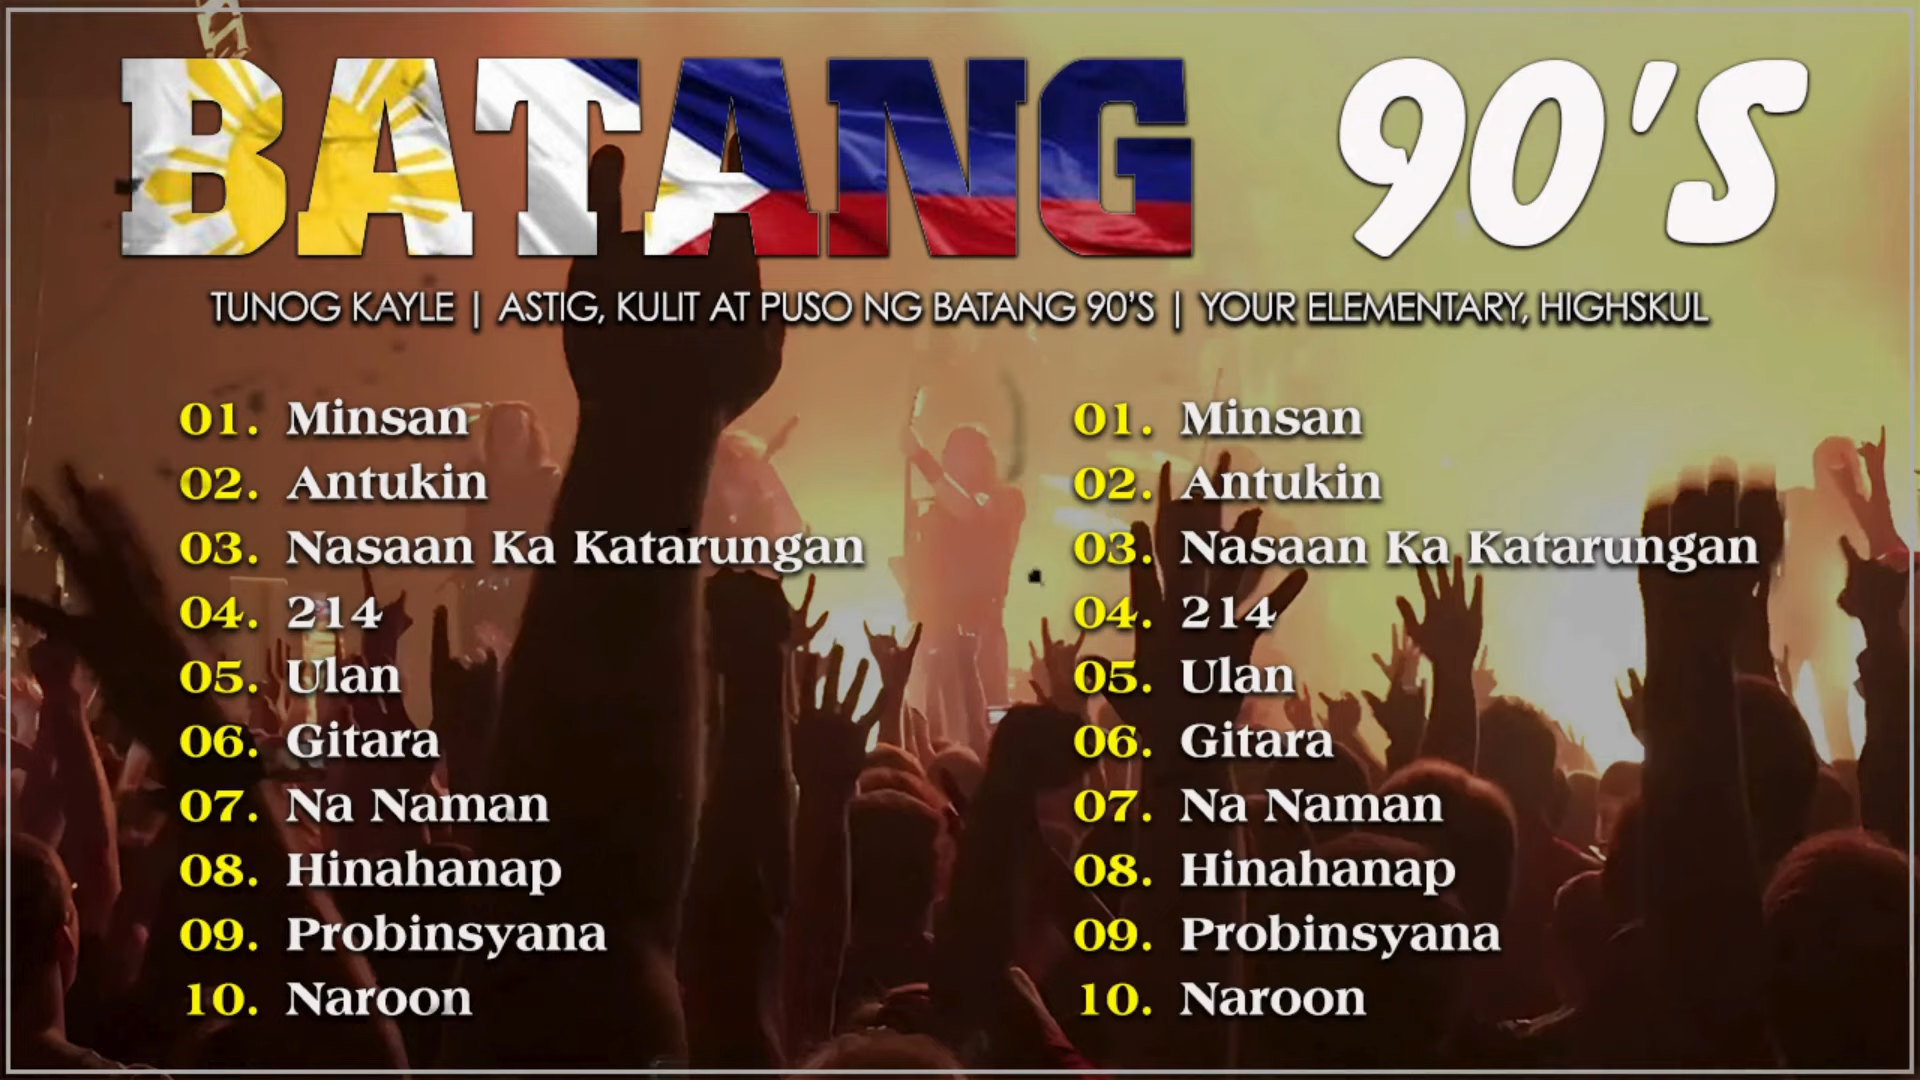 BATANG 90'S
TUNOG KAYLE | ASTIG, KULIT AT PUSO NG BATANG 90'S | YOUR ELEMENTARY, HIGHSKUL
01. Minsan
02. Antukin
03. Nasaan Ka Katarungan
04. 214
05. Ulan
06. Gitara
07. Na Naman
08. Hinahanap
09. Probinsyana
10. Naroon
01. Minsan
02. Antukin
03. Nasaan Ka Katarungan
04. 214
05. Ulan
06. Gitara
07. Na Naman
08. Hinahanap
09. Probinsyana
10. Naroon